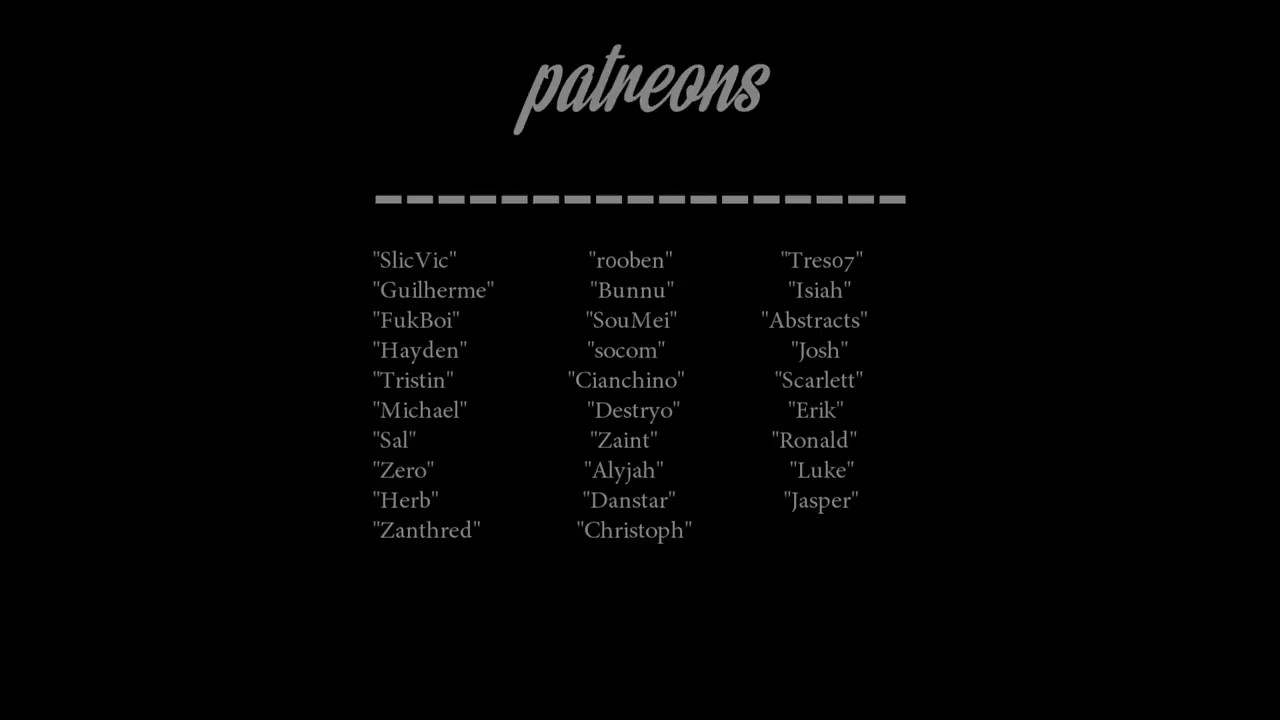 patreons
"SlicVic" "rooben" "Tres07"
"Guilherme" "Bunnu" "Isiah"
"FukBoi" "SouMei" "Abstracts"
"Hayden" "socom" "Josh"
"Tristin" "Cianchino" "Scarlett"
"Michael" "Destryo" "Erik"
"Sal" "Zaint" "Ronald"
"Zero" "Alyjah" "Luke"
"Herb" "Danstar" "Jasper"
"Zanthred" "Christoph"